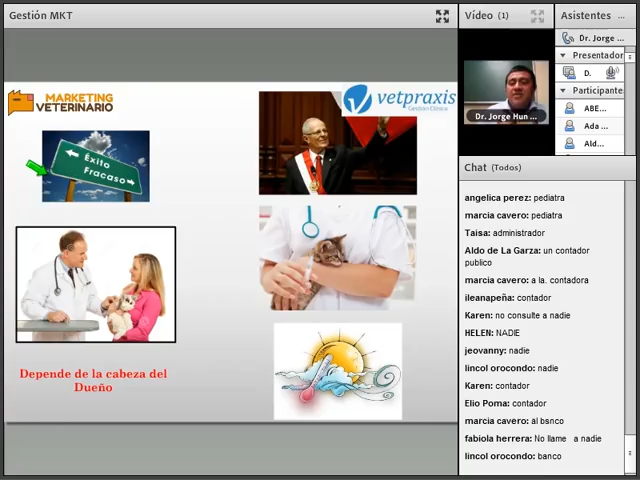 Gestión MKT
MARKETING
VETERINARIO
vetpraxis
Gestión Clínica
Éxito
Fracaso
Depende de la cabeza del
Dueño
Vídeo (1)
Dr. Jorge Hun ...
Asistentes ...
Dr. Jorge ...
Presentador
D.
Participante
ABE...
Ada ...
Ald...
Chat (Todos)
angelica perez: pediatra
marcia cavero: pediatra
Taisa: administrador
Aldo de La Garza: un contador
publico
marcia cavero: a la. contadora
ileanapeña: contador
Karen: no consulte a nadie
HELEN: NADIE
jeovanny: nadie
lincol orocondo: nadie
Karen: contador
Elio Poma: contador
marcia cavero: al bsnco
fabiola herrera: No llame a nadie
lincol orocondo: banco